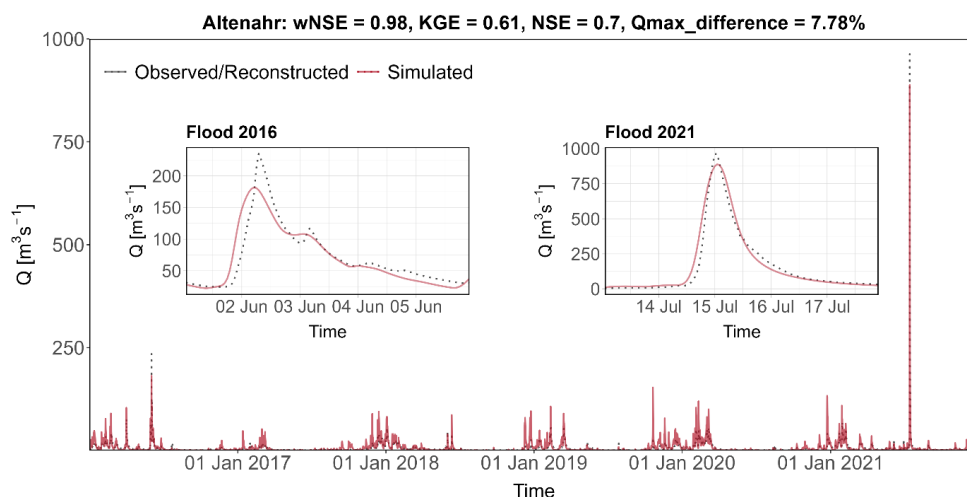 Altenahr: wNSE = 0.98, KGE = 0.61, NSE = 0.7, Qmax_difference = 7.78%
1000
Observed/Reconstructed Simulated
750
500
250
Q [m³s⁻¹]
Flood 2016
200
150
100
50
Q [m³s⁻¹]
02 Jun 03 Jun 04 Jun 05 Jun
Time
Flood 2021
1000
750
500
250
0
Q [m³s⁻¹]
14 Jul 15 Jul 16 Jul 17 Jul
Time
01 Jan 2017 01 Jan 2018 01 Jan 2019 01 Jan 2020 01 Jan 2021
Time